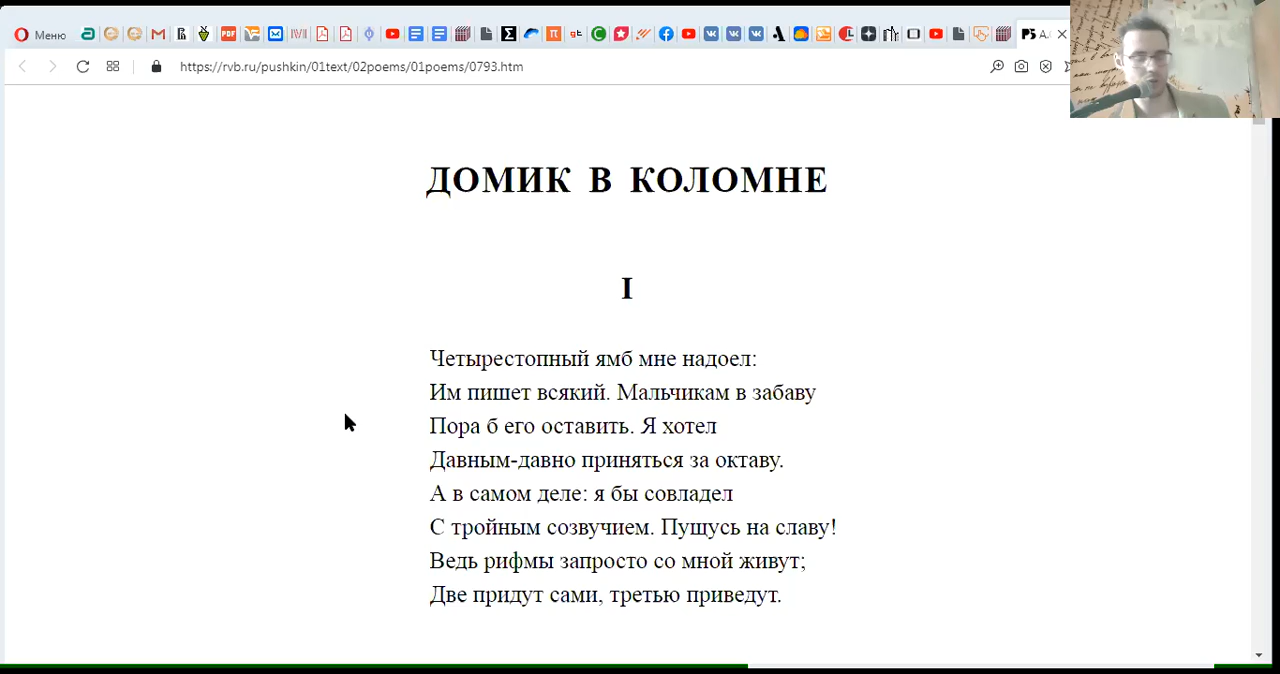 Меню
https://rvb.ru/pushkin/01text/02poems/01poems/0793.htm
ДОМИК В КОЛОМНЕ
I
Четырестопный ямб мне надоел:
Им пишет всякий. Мальчикам в забаву
Пора б его оставить. Я хотел
Давным-давно приняться за октаву.
А в самом деле: я бы совладел
С тройным созвучием. Пущусь на славу!
Ведь рифмы запросто со мной живут;
Две придут сами, третью приведут.